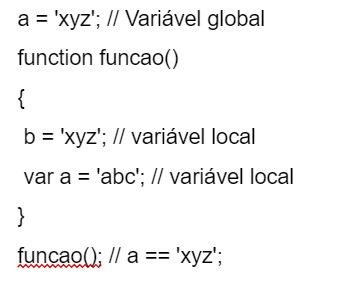 a = 'xyz'; // Variável global
function funcao()
{
b = 'xyz'; // variável local
var a = 'abc'; // variável local
}
funcao(); // a == 'xyz';